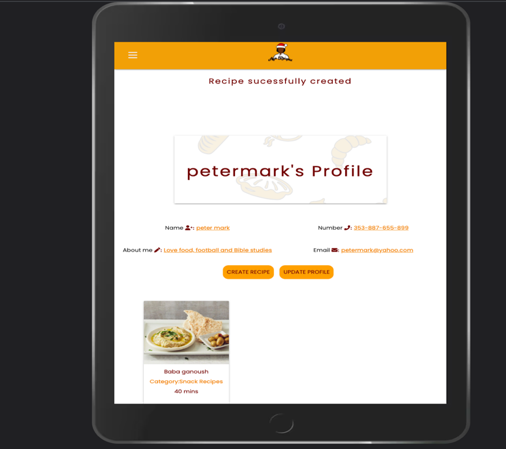 Recipe sucessfully created
petermark's Profile
Name : peter mark
Number : 353-887-655-899
About me : Love food, football and Bible studies
Email : petermark@yahoo.com
CREATE RECIPE UPDATE PROFILE
Baba ganoush
Category:Snack Recipes
40 mins